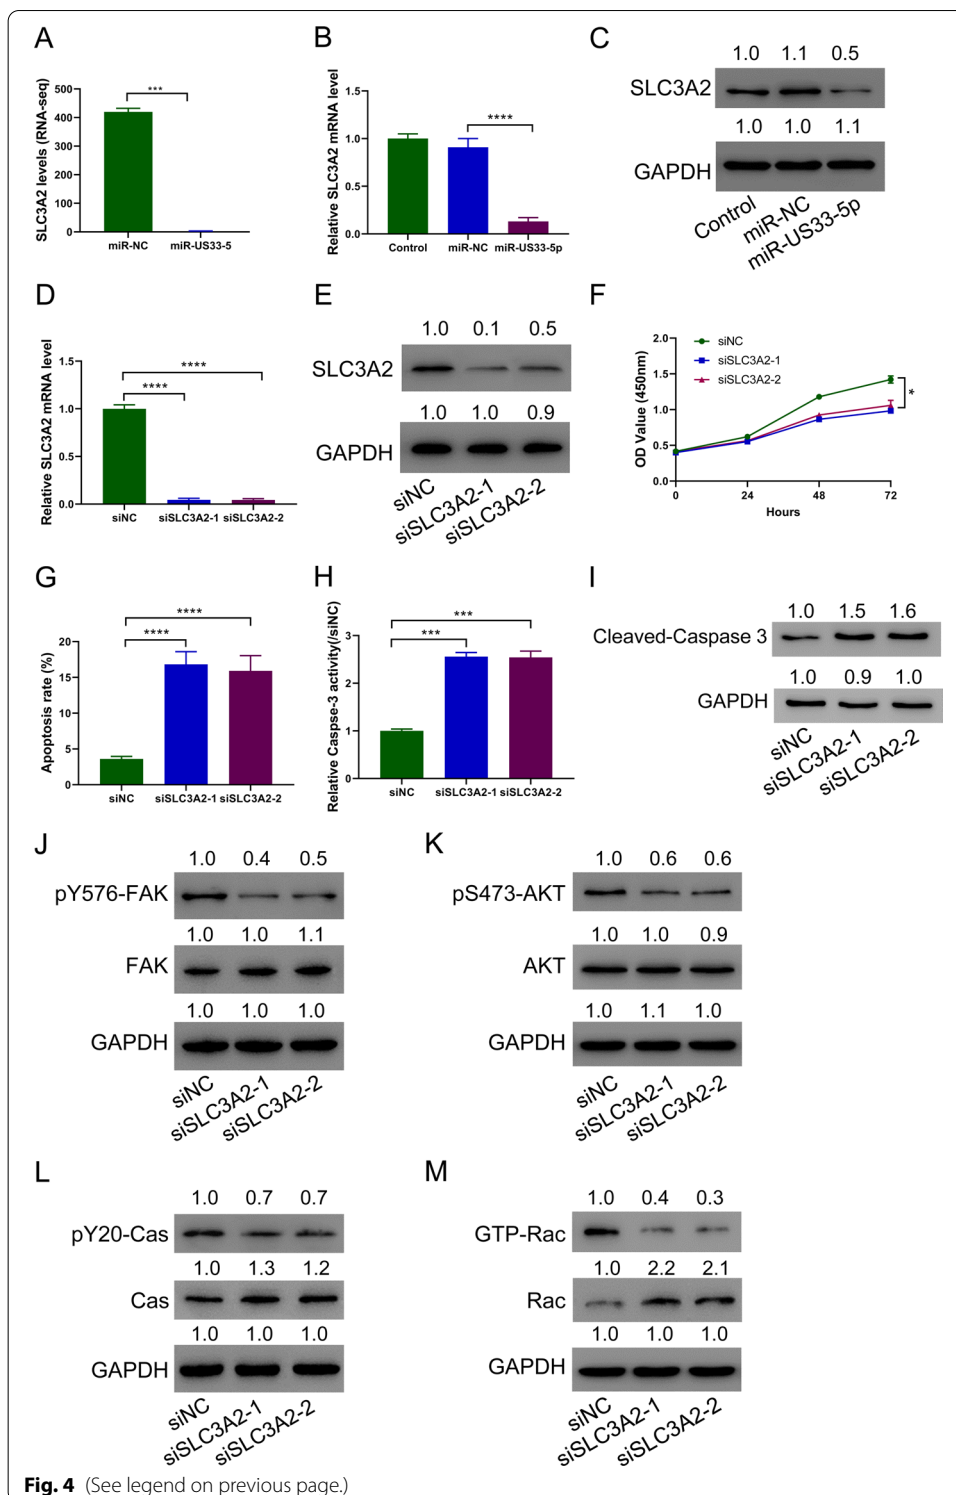 A
SLC3A2 levels (RNA-seq)
500
400
300
200
100
0
***
miR-NC miR-US33-5
B
Relative SLC3A2 mRNA level
1.5
1.0
0.5
0.0
****
Control miR-NC miR-US33-5p
C
1.0 1.1 0.5
SLC3A2
1.0 1.0 1.1
GAPDH
Control
miR-NC
miR-US33-5p
D
Relative SLC3A2 mRNA level
1.5
1.0
0.5
0.0
****
****
siNC siSLC3A2-1 siSLC3A2-2
E
1.0 0.1 0.5
SLC3A2
1.0 1.0 0.9
GAPDH
siNC
siSLC3A2-1
siSLC3A2-2
F
OD Value (450nm)
2.0
1.5
1.0
0.5
0.0
siNC
siSLC3A2-1
siSLC3A2-2
*
0 24 48 72
Hours
G
Apoptosis rate (%)
20
15
10
5
0
****
****
siNC siSLC3A2-1 siSLC3A2-2
H
Relative Caspse-3 activity(/siNC)
3
2
1
0
***
***
siNC siSLC3A2-1 siSLC3A2-2
I
1.0 1.5 1.6
Cleaved-Caspase 3
1.0 0.9 1.0
GAPDH
siNC
siSLC3A2-1
siSLC3A2-2
J
1.0 0.4 0.5
pY576-FAK
1.0 1.0 1.1
FAK
1.0 1.0 1.0
GAPDH
siNC
siSLC3A2-1
siSLC3A2-2
K
1.0 0.6 0.6
pS473-AKT
1.0 1.0 0.9
AKT
1.0 1.1 1.0
GAPDH
siNC
siSLC3A2-1
siSLC3A2-2
L
1.0 0.7 0.7
pY20-Cas
1.0 1.3 1.2
Cas
1.0 1.0 1.0
GAPDH
siNC
siSLC3A2-1
siSLC3A2-2
M
1.0 0.4 0.3
GTP-Rac
1.0 2.2 2.1
Rac
1.0 1.0 1.0
GAPDH
siNC
siSLC3A2-1
siSLC3A2-2
Fig. 4 (See legend on previous page.)